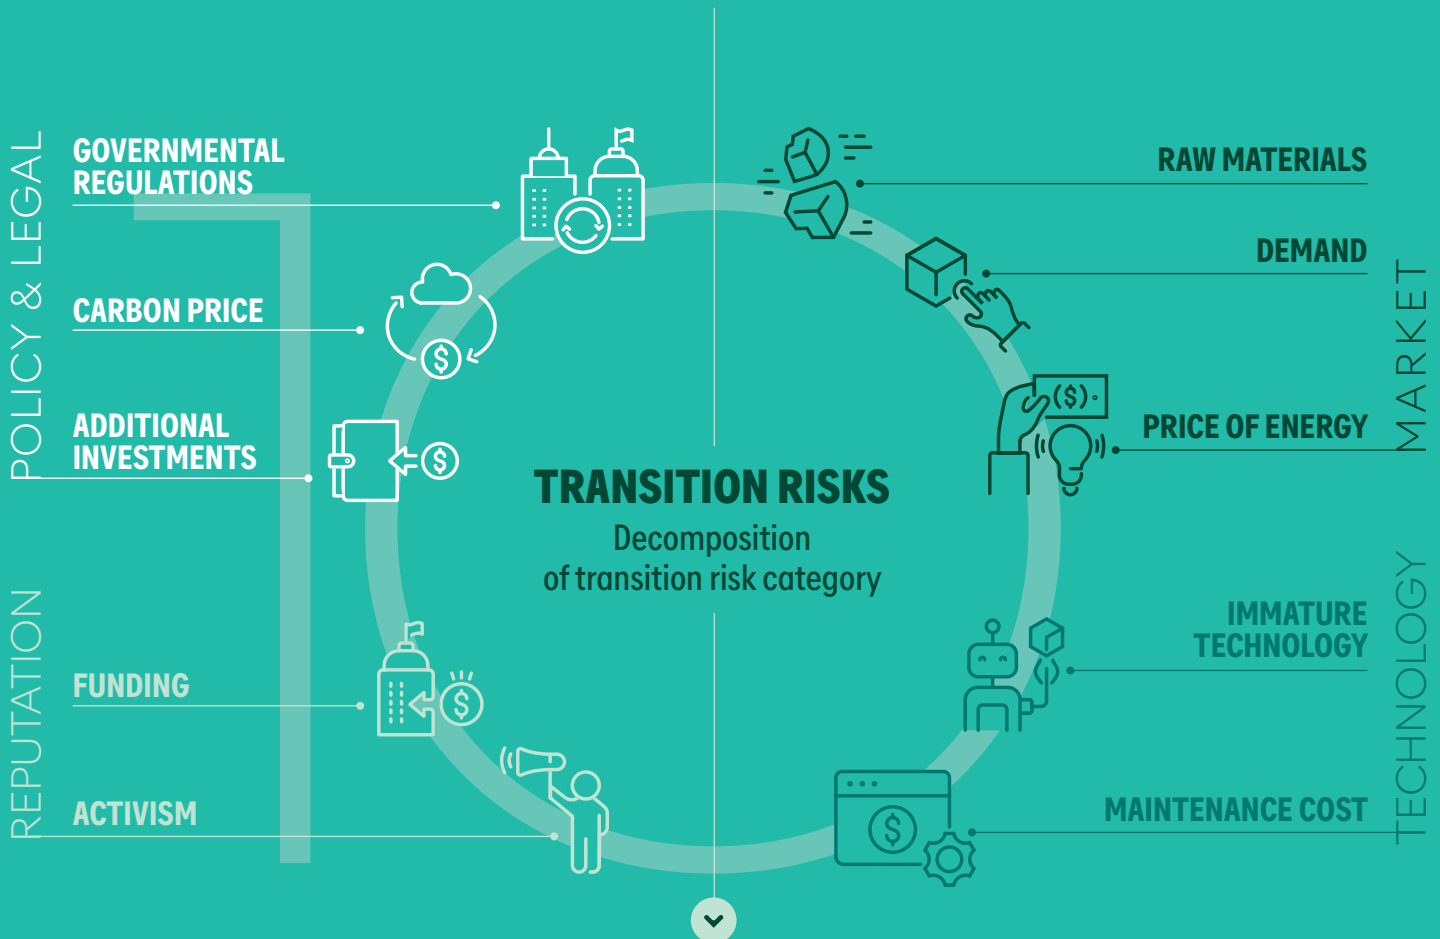 POLICY & LEGAL
GOVERNMENTAL
REGULATIONS
CARBON PRICE
ADDITIONAL
INVESTMENTS
REPUTATION
FUNDING
ACTIVISM
TRANSITION RISKS
Decomposition
of transition risk category
MARKET
RAW MATERIALS
DEMAND
PRICE OF ENERGY
TECHNOLOGY
IMMATURE
TECHNOLOGY
MAINTENANCE COST
1
$
$
$
$
$